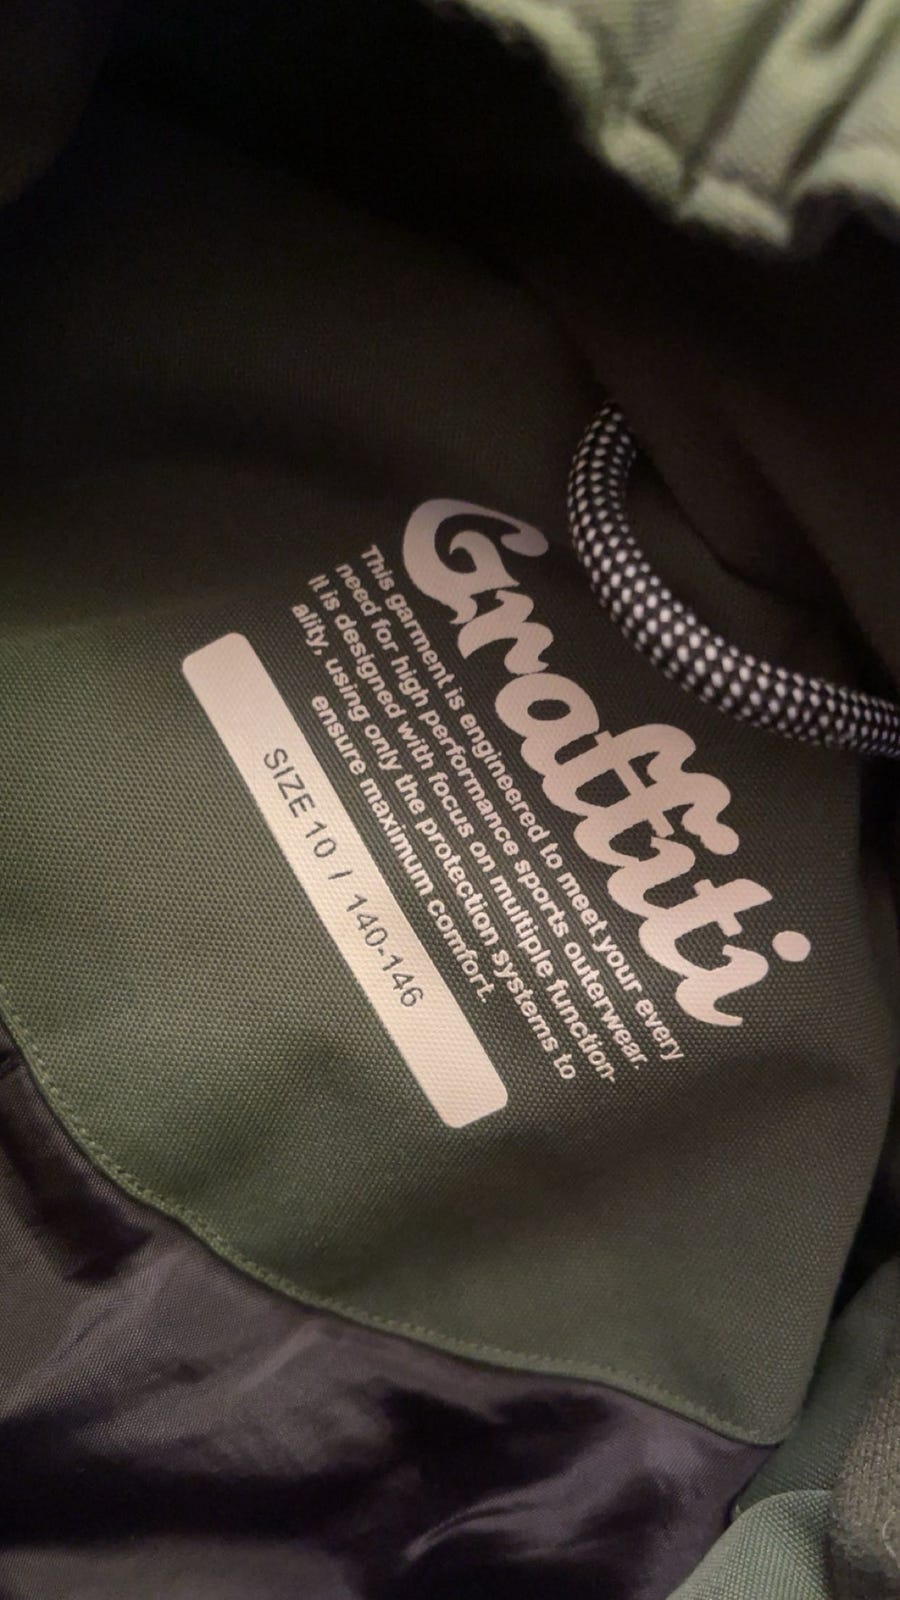 Graffiti
This garment is engineered to meet your every
need for high performance sports outerwear.
It is designed with focus on multiple function-
ality, using only the protection systems to
ensure maximum comfort.
SIZE 10 / 140-146